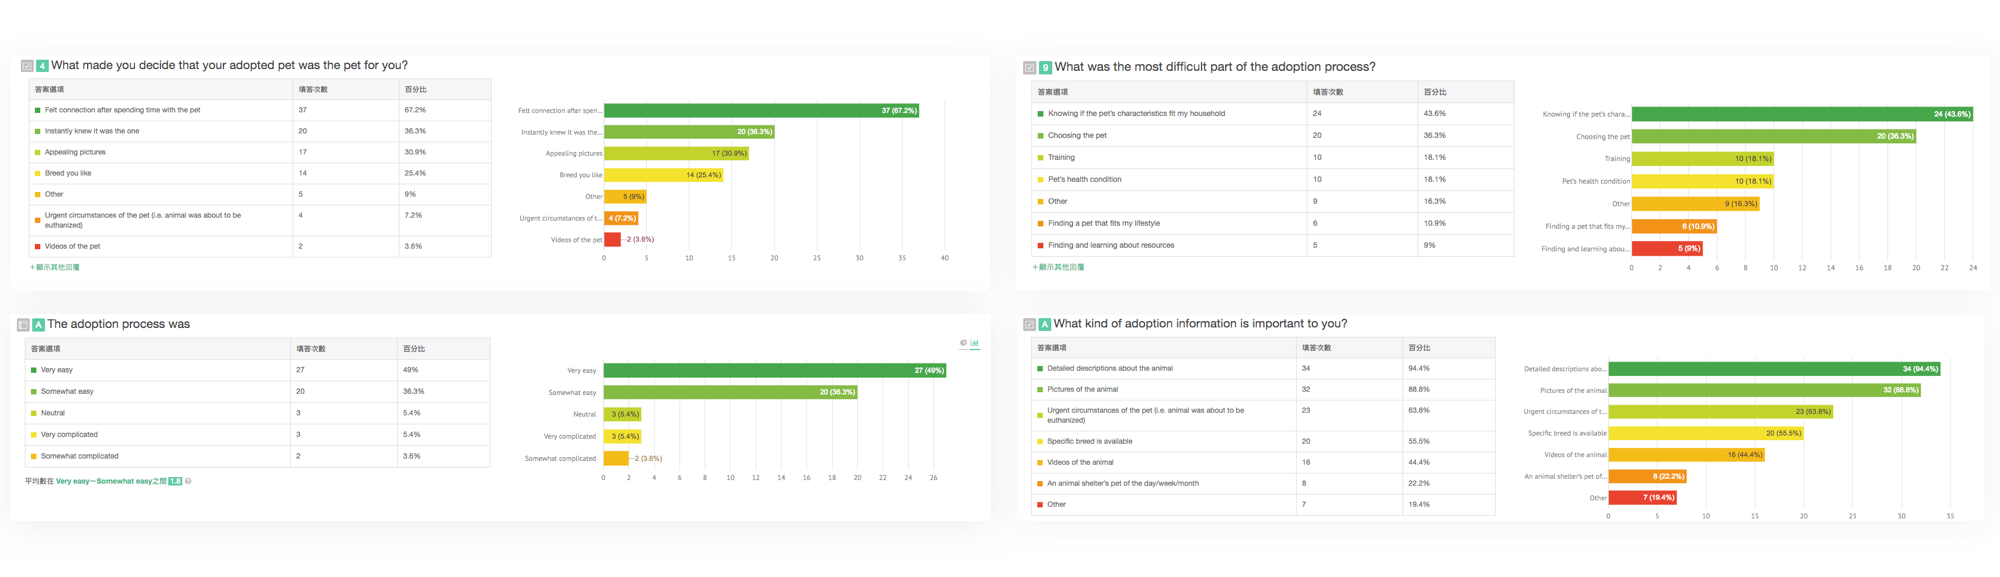 4 What made you decide that your adopted pet was the pet for you?
答案選項 填答次數 百分比
Felt connection after spending time with the pet 37 67.2%
Instantly knew it was the one 20 36.3%
Appealing pictures 17 30.9%
Breed you like 14 25.4%
Other 5 9%
Urgent circumstances of the pet (i.e. animal was about to be
euthanized) 4 7.2%
Videos of the pet 2 3.6%
+顯示其他回覆
Felt connection after spen... 37 (67.2%)
Instantly knew it was the... 20 (36.3%)
Appealing pictures 17 (30.9%)
Breed you like 14 (25.4%)
Other 5 (9%)
Urgent circumstances of t... 4 (7.2%)
Videos of the pet 2 (3.6%)
0 5 10 15 20 25 30 35 40
9 What was the most difficult part of the adoption process?
答案選項 填答次數 百分比
Knowing if the pet's characteristics fit my household 24 43.6%
Choosing the pet 20 36.3%
Training 10 18.1%
Pet's health condition 10 18.1%
Other 9 16.3%
Finding a pet that fits my lifestyle 6 10.9%
Finding and learning about resources 5 9%
+顯示其他回覆
Knowing if the pet's chara... 24 (43.6%)
Choosing the pet 20 (36.3%)
Training 10 (18.1%)
Pet's health condition 10 (18.1%)
Other 9 (16.3%)
Finding a pet that fits my... 6 (10.9%)
Finding and learning abou... 5 (9%)
0 2 4 6 8 10 12 14 16 18 20 22 24
A The adoption process was
答案選項 填答次數 百分比
Very easy 27 49%
Somewhat easy 20 36.3%
Neutral 3 5.4%
Very complicated 3 5.4%
Somewhat complicated 2 3.6%
平均數在 Very easy～Somewhat easy之間 1.8 ?
Very easy 27 (49%)
Somewhat easy 20 (36.3%)
Neutral 3 (5.4%)
Very complicated 3 (5.4%)
Somewhat complicated 2 (3.6%)
0 2 4 6 8 10 12 14 16 18 20 22 24 26
A What kind of adoption information is important to you?
答案選項 填答次數 百分比
Detailed descriptions about the animal 34 94.4%
Pictures of the animal 32 88.8%
Urgent circumstances of the pet (i.e. animal was about to be
euthanized) 23 63.8%
Specific breed is available 20 55.5%
Videos of the animal 16 44.4%
An animal shelter's pet of the day/week/month 8 22.2%
Other 7 19.4%
Detailed descriptions abo... 34 (94.4%)
Pictures of the animal 32 (88.8%)
Urgent circumstances of t... 23 (63.8%)
Specific breed is available 20 (55.5%)
Videos of the animal 16 (44.4%)
An animal shelter's pet of... 8 (22.2%)
Other 7 (19.4%)
0 5 10 15 20 25 30 35